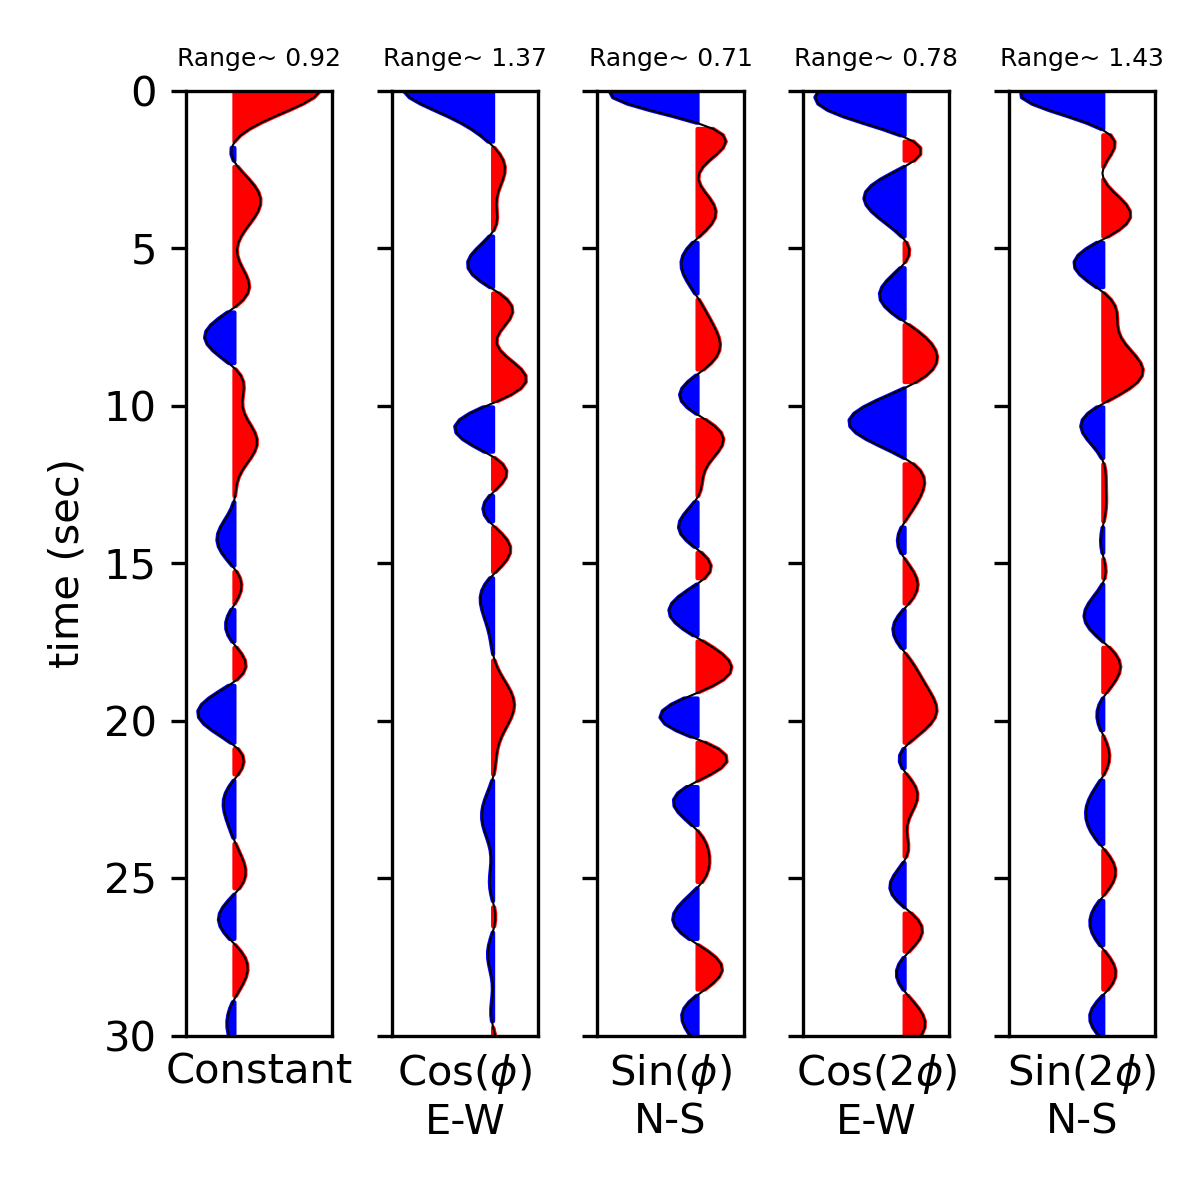 Range~ 0.92 Range~ 1.37 Range~ 0.71 Range~ 0.78 Range~ 1.43
0
5
10
15
20
25
30
time (sec)
Constant Cos(ϕ) Sin(ϕ) Cos(2ϕ) Sin(2ϕ)
E-W N-S E-W N-S